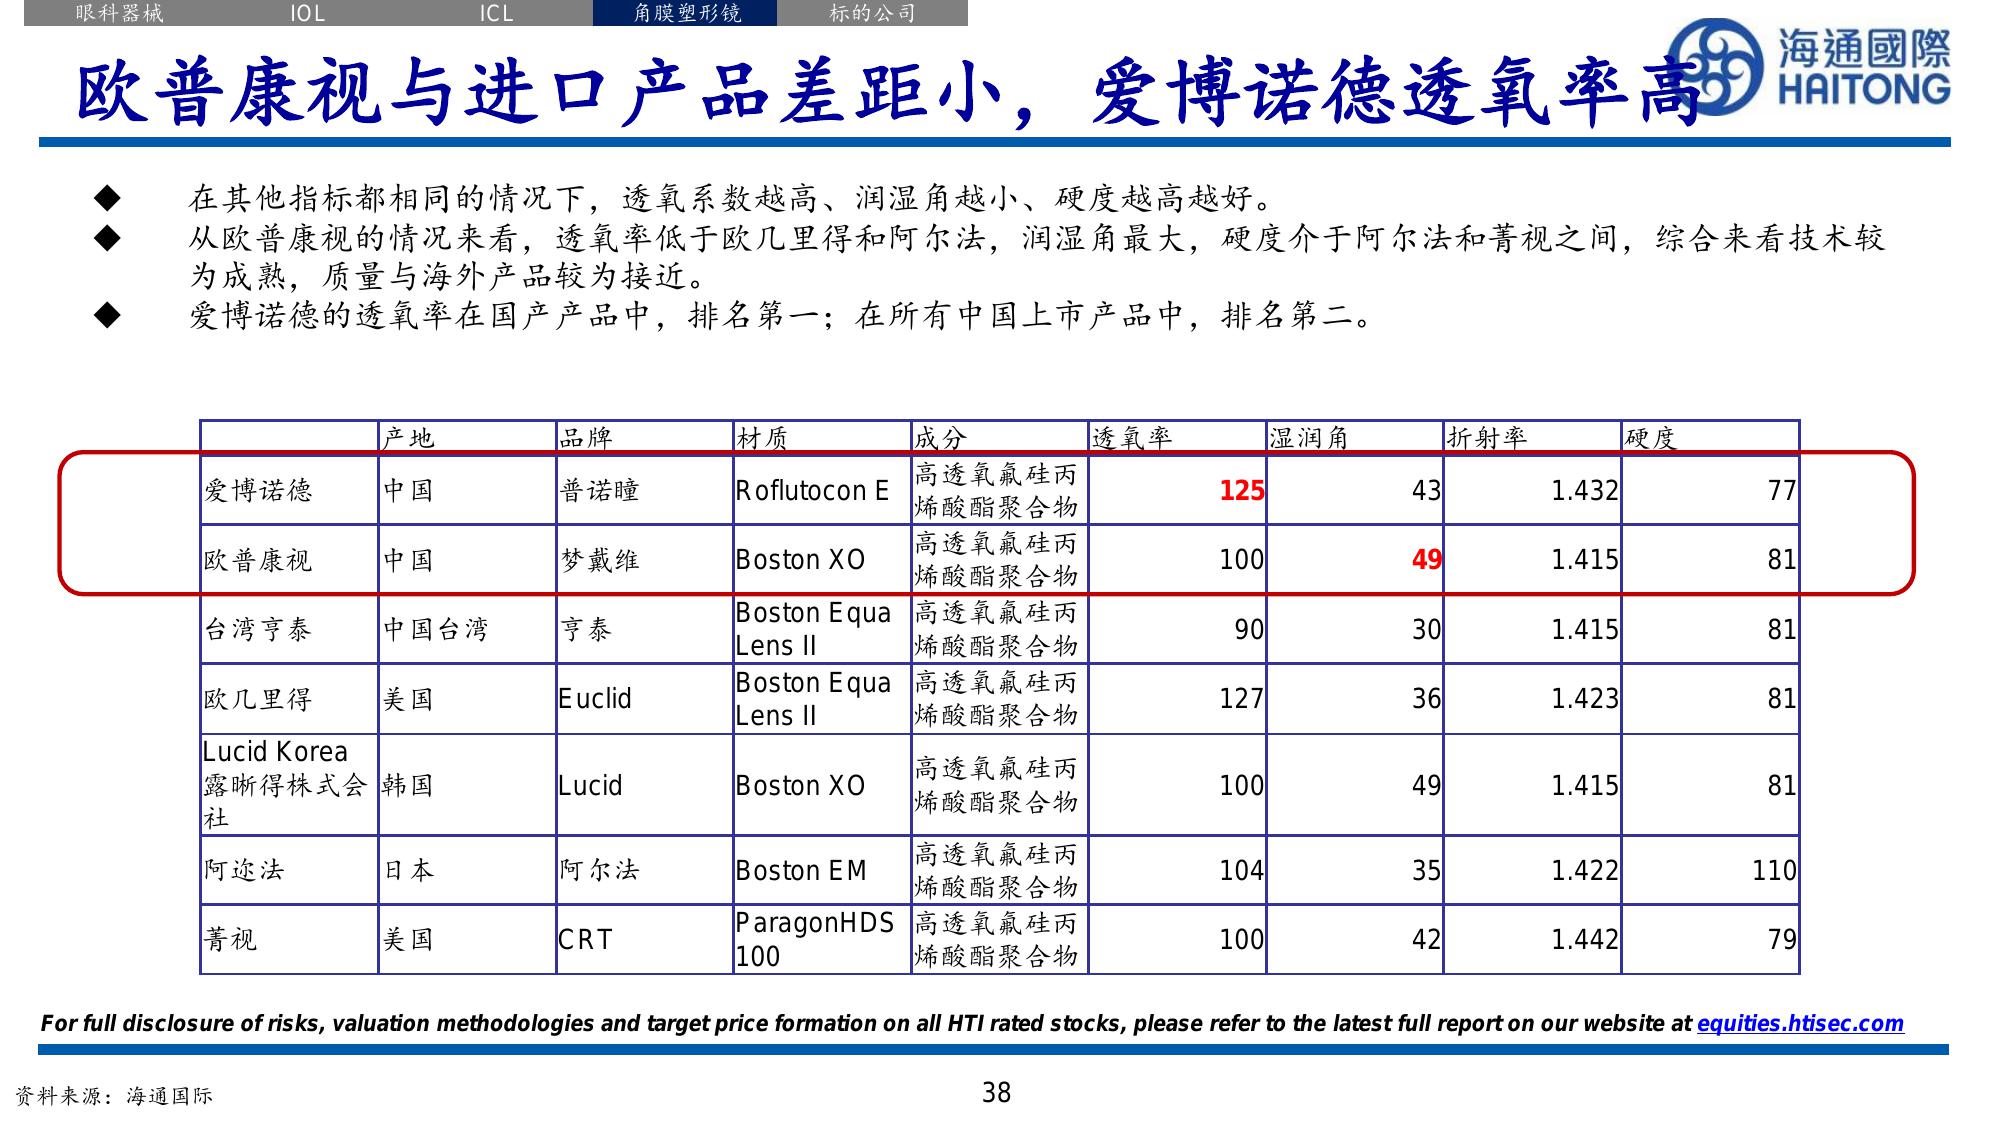 眼科器械 IOL ICL 角膜塑形镜 标的公司
欧普康视与进口产品差距小，爱博诺德透氧率高
海通國際
HAITONG
◆ 在其他指标都相同的情况下，透氧系数越高、润湿角越小、硬度越高越好。
◆ 从欧普康视的情况来看，透氧率低于欧几里得和阿尔法，润湿角最大，硬度介于阿尔法和菁视之间，综合来看技术较
为成熟，质量与海外产品较为接近。
◆ 爱博诺德的透氧率在国产产品中，排名第一；在所有中国上市产品中，排名第二。
产地 品牌 材质 成分 透氧率 湿润角 折射率 硬度
爱博诺德 中国 普诺瞳 Roflutocon E 高透氧氟硅丙
烯酸酯聚合物 125 43 1.432 77
欧普康视 中国 梦戴维 Boston XO 高透氧氟硅丙
烯酸酯聚合物 100 49 1.415 81
台湾亨泰 中国台湾 亨泰 Boston Equa
Lens II 高透氧氟硅丙
烯酸酯聚合物 90 30 1.415 81
欧几里得 美国 Euclid Boston Equa
Lens II 高透氧氟硅丙
烯酸酯聚合物 127 36 1.423 81
Lucid Korea
露晰得株式会
社 韩国 Lucid Boston XO 高透氧氟硅丙
烯酸酯聚合物 100 49 1.415 81
阿迩法 日本 阿尔法 Boston EM 高透氧氟硅丙
烯酸酯聚合物 104 35 1.422 110
菁视 美国 CRT ParagonHDS
100 高透氧氟硅丙
烯酸酯聚合物 100 42 1.442 79
For full disclosure of risks, valuation methodologies and target price formation on all HTI rated stocks, please refer to the latest full report on our website at equities.htisec.com
资料来源：海通国际
38